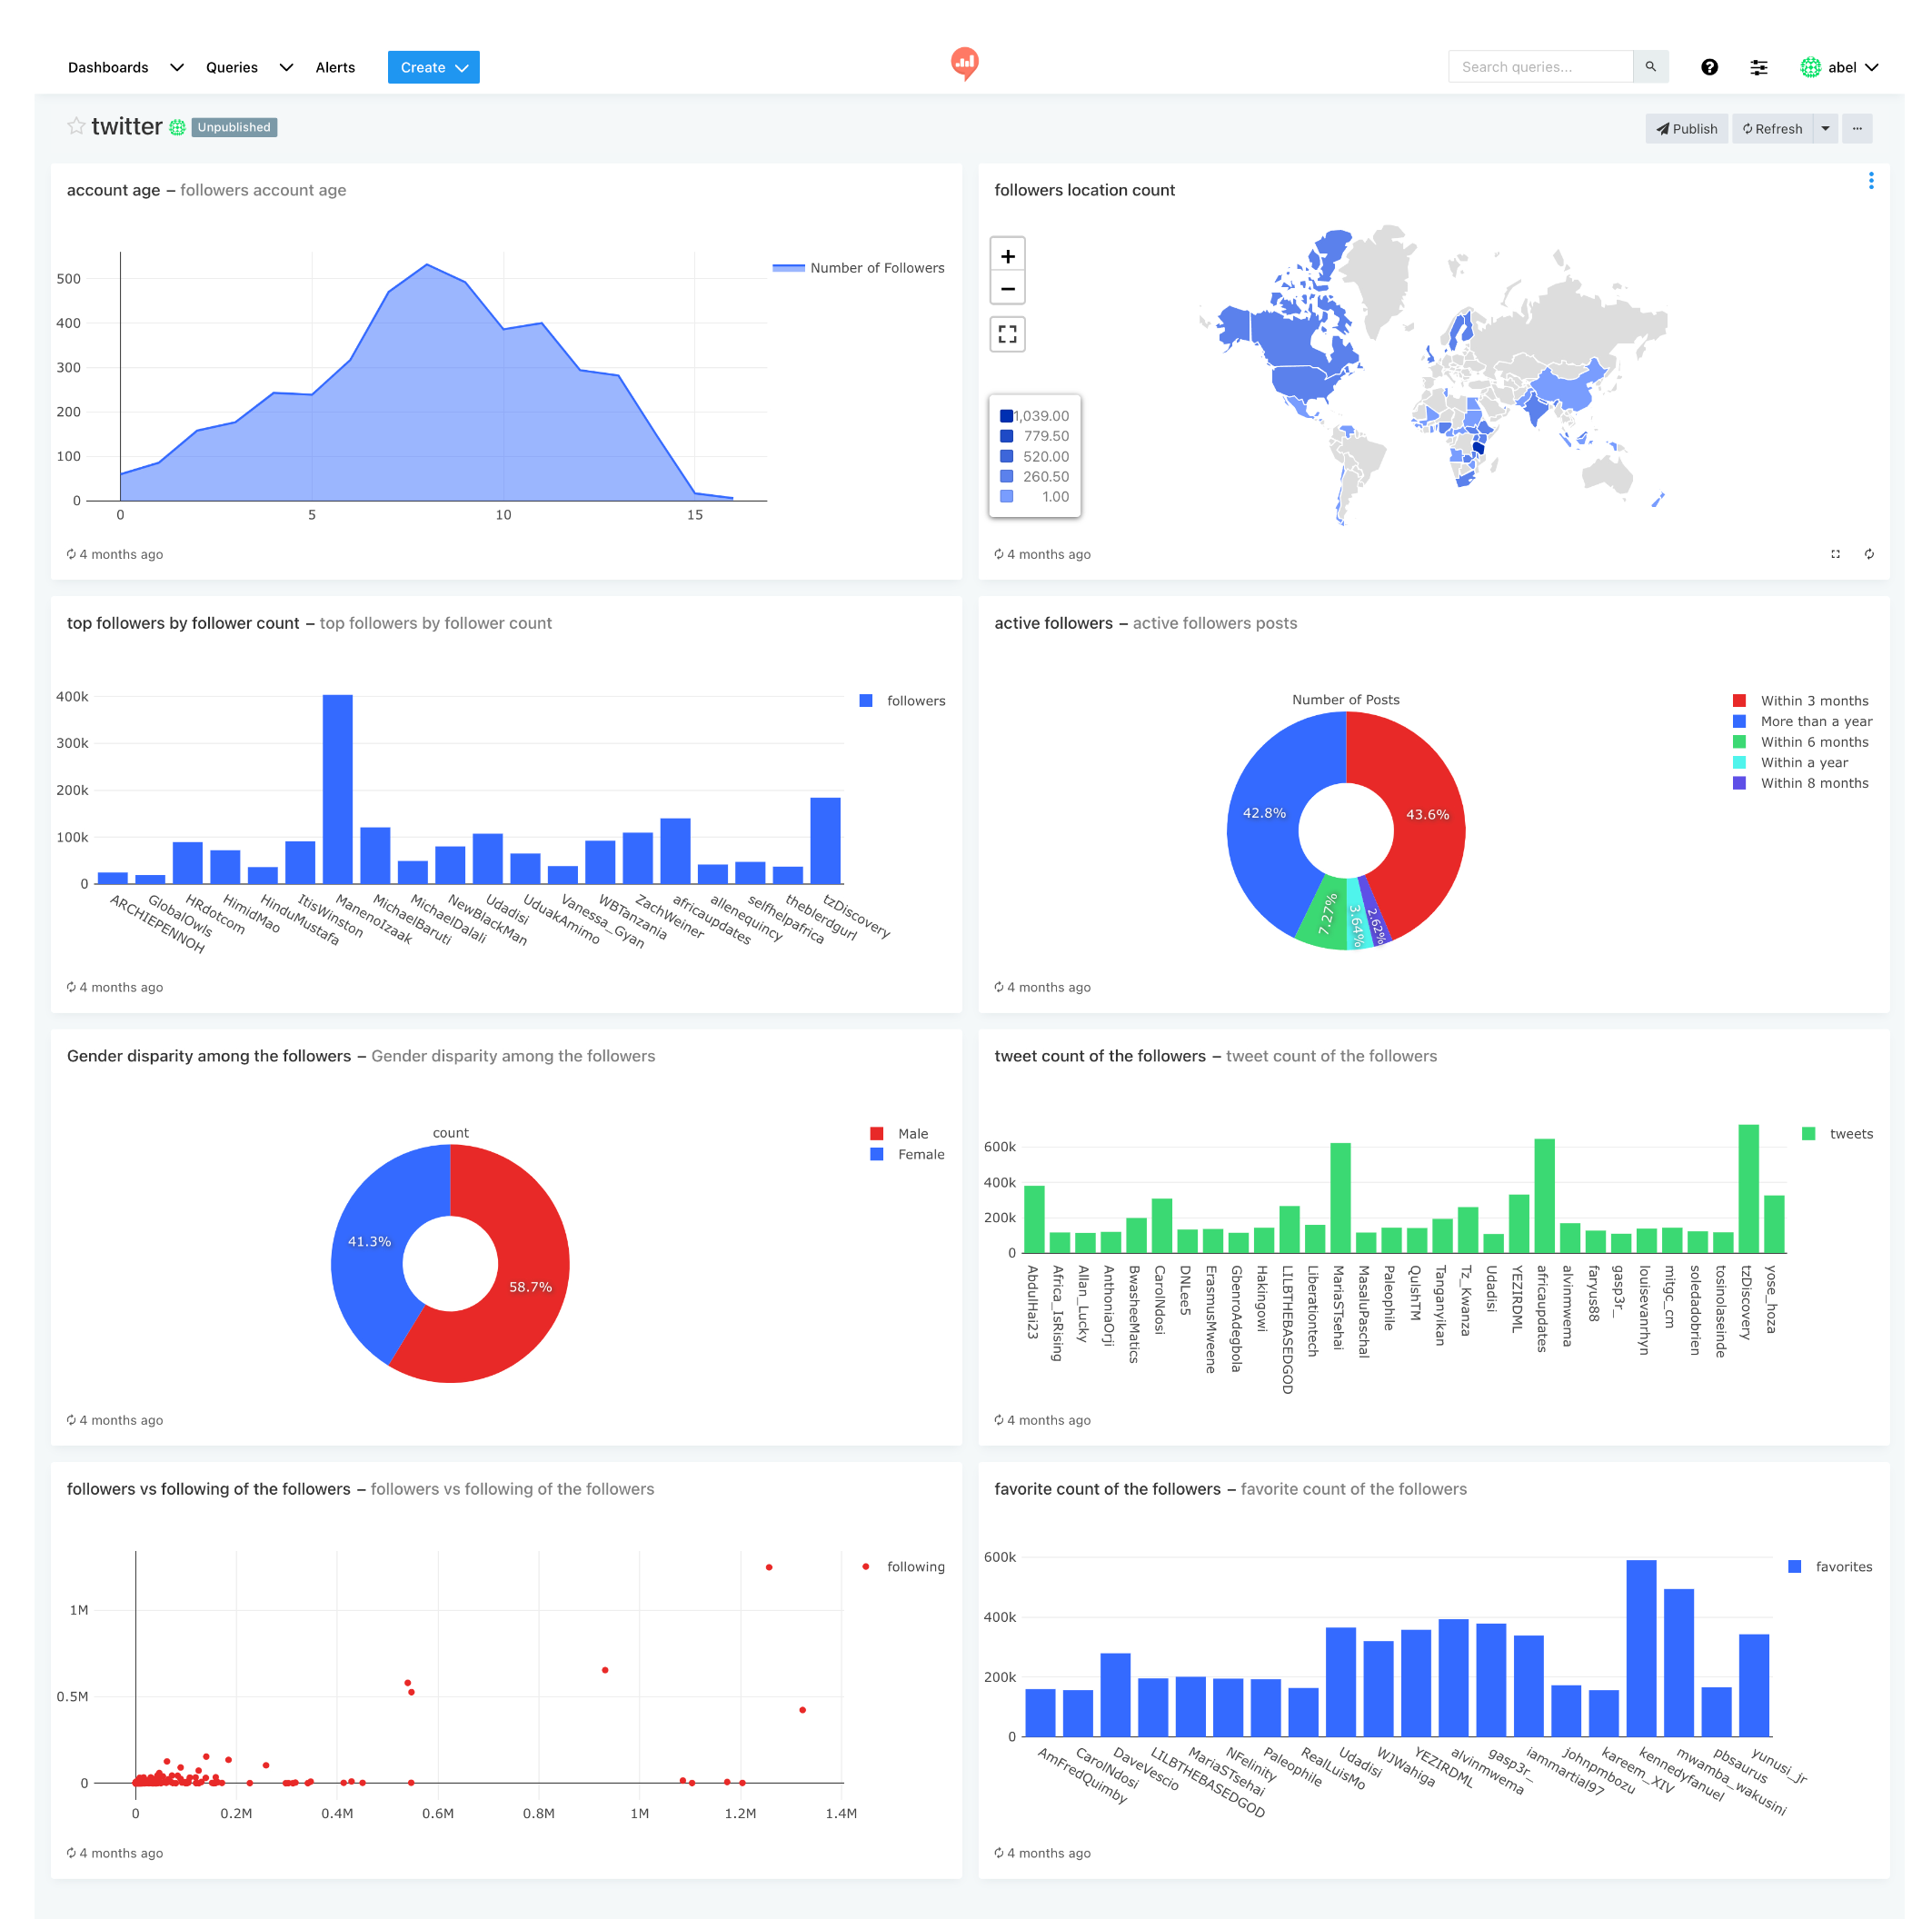 Dashboards Queries Alerts Create Search queries... abel
twitter Unpublished Publish Refresh ...
account age – followers account age
Number of Followers
500
400
300
200
100
0
0 5 10 15
4 months ago
followers location count
+
−
1,039.00
779.50
520.00
260.50
1.00
4 months ago
top followers by follower count – top followers by follower count
followers
400k
300k
200k
100k
0
ARCHIEPENNOH
GlobalOwls
HRdotcom
HimidMao
HinduMustafa
ItisWinston
ManenoIzaak
MichaelBaruti
MichaelDalali
NewBlackMan
Udadisi
UduakAmimo
Vanessa_Gyan
WBTanzania
ZachWeiner
africaupdates
allenequincy
selfhelpafrica
theblerdgurl
tzDiscovery
4 months ago
active followers – active followers posts
Number of Posts
Within 3 months
More than a year
Within 6 months
Within a year
Within 8 months
42.8%
43.6%
7.27%
3.64%
2.62%
4 months ago
Gender disparity among the followers – Gender disparity among the followers
count
Male
Female
41.3%
58.7%
4 months ago
tweet count of the followers – tweet count of the followers
tweets
600k
400k
200k
0
AbdulHai23
Africa_IsRising
Allan_Lucky
AnthoniaOrji
BwasheeMatics
CarolNdosi
DNLee5
ErasmusMweene
GbenroAdegbola
Hakingowi
LILBTHEBASEDGOD
Liberationtech
MariaSTsehai
MasaluPaschal
Paleophile
QulshTM
Tanganyikan
Tz_Kwanza
Udadisi
YEZIRDML
africaupdates
alvinmwema
faryus88
gasp3r_
louisevanrhyn
mitgc_cm
soledadobrien
tosinolaseinde
tzDiscovery
yose_hoza
4 months ago
followers vs following of the followers – followers vs following of the followers
following
1M
0.5M
0
0 0.2M 0.4M 0.6M 0.8M 1M 1.2M 1.4M
4 months ago
favorite count of the followers – favorite count of the followers
favorites
600k
400k
200k
0
AmFredQuimby
CarolNdosi
DaveVescio
LILBTHEBASEDGOD
MariaSTsehai
NFelinity
Paleophile
RealLuisMo
Udadisi
WJWahiga
YEZIRDML
alvinmwema
gasp3r_
iammartial97
johnpmbozu
kareem_XIV
kennedyfanuel
mwamba_wakusini
pbsaurus
yunusi_jr
4 months ago